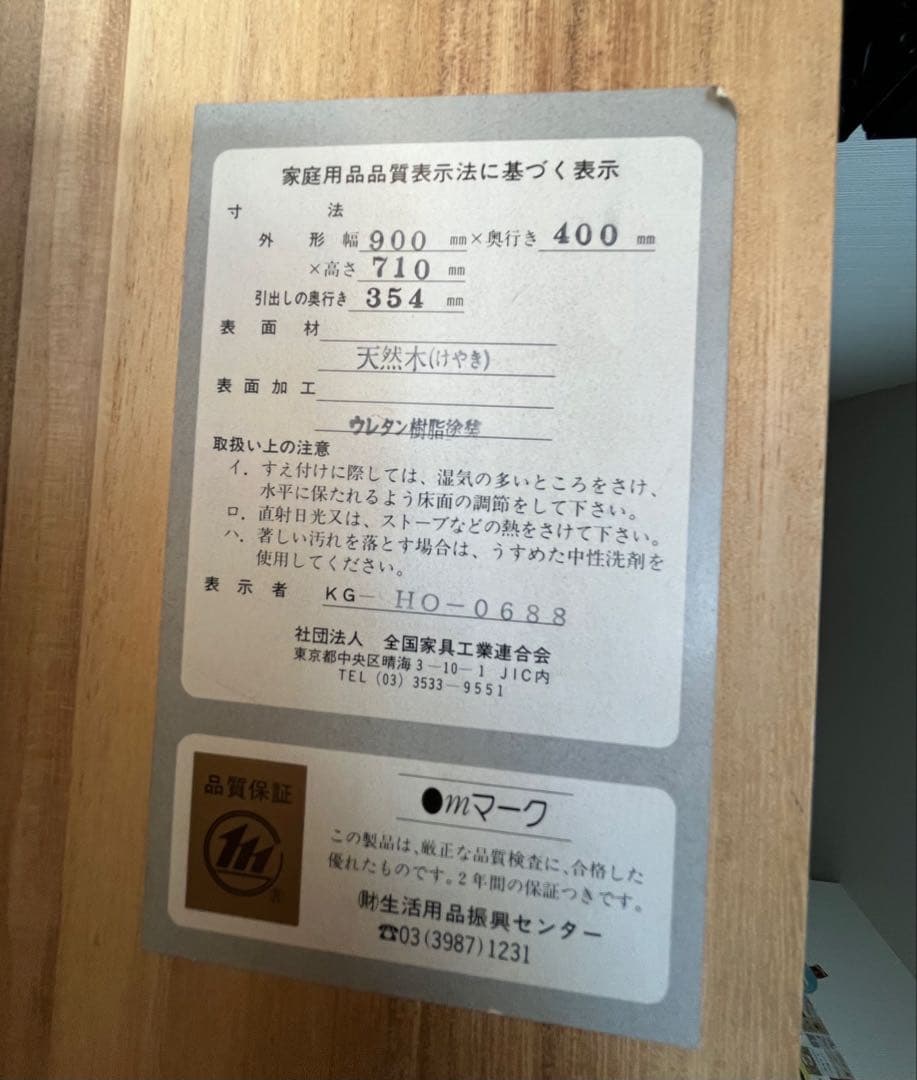 家庭用品品質表示法に基づく表示
寸法
外形 幅 900 mm×奥行き 400 mm
×高さ 710 mm
引出しの奥行き 354 mm
表面材
天然木(けやき)
表面加工
ウレタン樹脂塗装
取扱い上の注意
イ．すえ付けに際しては、湿気の多いところをさけ、
水平に保たれるよう床面の調節をして下さい。
ロ．直射日光又は、ストーブなどの熱をさけて下さい。
ハ．著しい汚れを落とす場合は、うすめた中性洗剤を
使用してください。
表示者 KG-HO-0688
社団法人 全国家具工業連合会
東京都中央区晴海3-10-1 JIC内
TEL (03) 3533-9551
品質保証
m
®
●mマーク
この製品は、厳正な品質検査に、合格した
優れたものです。2年間の保証つきです。
㈶生活用品振興センター
☎03(3987)1231